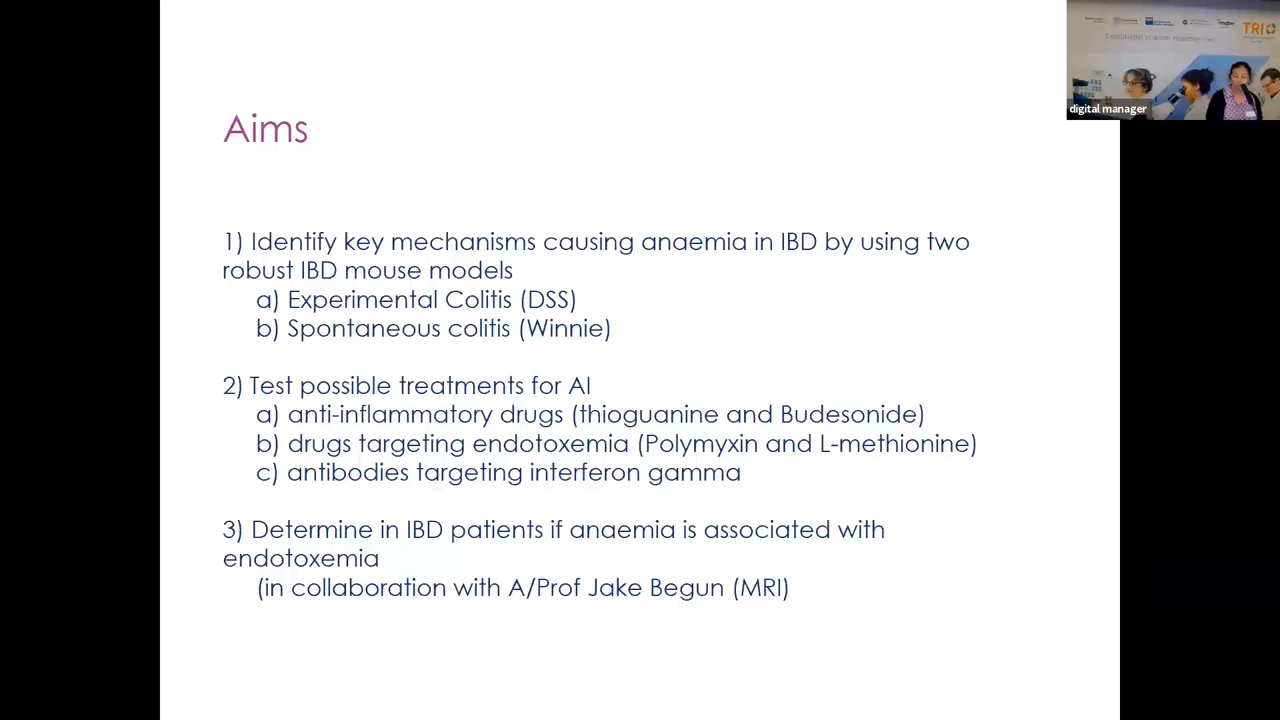 Aims
1) Identify key mechanisms causing anaemia in IBD by using two
robust IBD mouse models
a) Experimental Colitis (DSS)
b) Spontaneous colitis (Winnie)
2) Test possible treatments for AI
a) anti-inflammatory drugs (thioguanine and Budesonide)
b) drugs targeting endotoxemia (Polymyxin and L-methionine)
c) antibodies targeting interferon gamma
3) Determine in IBD patients if anaemia is associated with
endotoxemia
(in collaboration with A/Prof Jake Begun (MRI)
TRI
digital manager